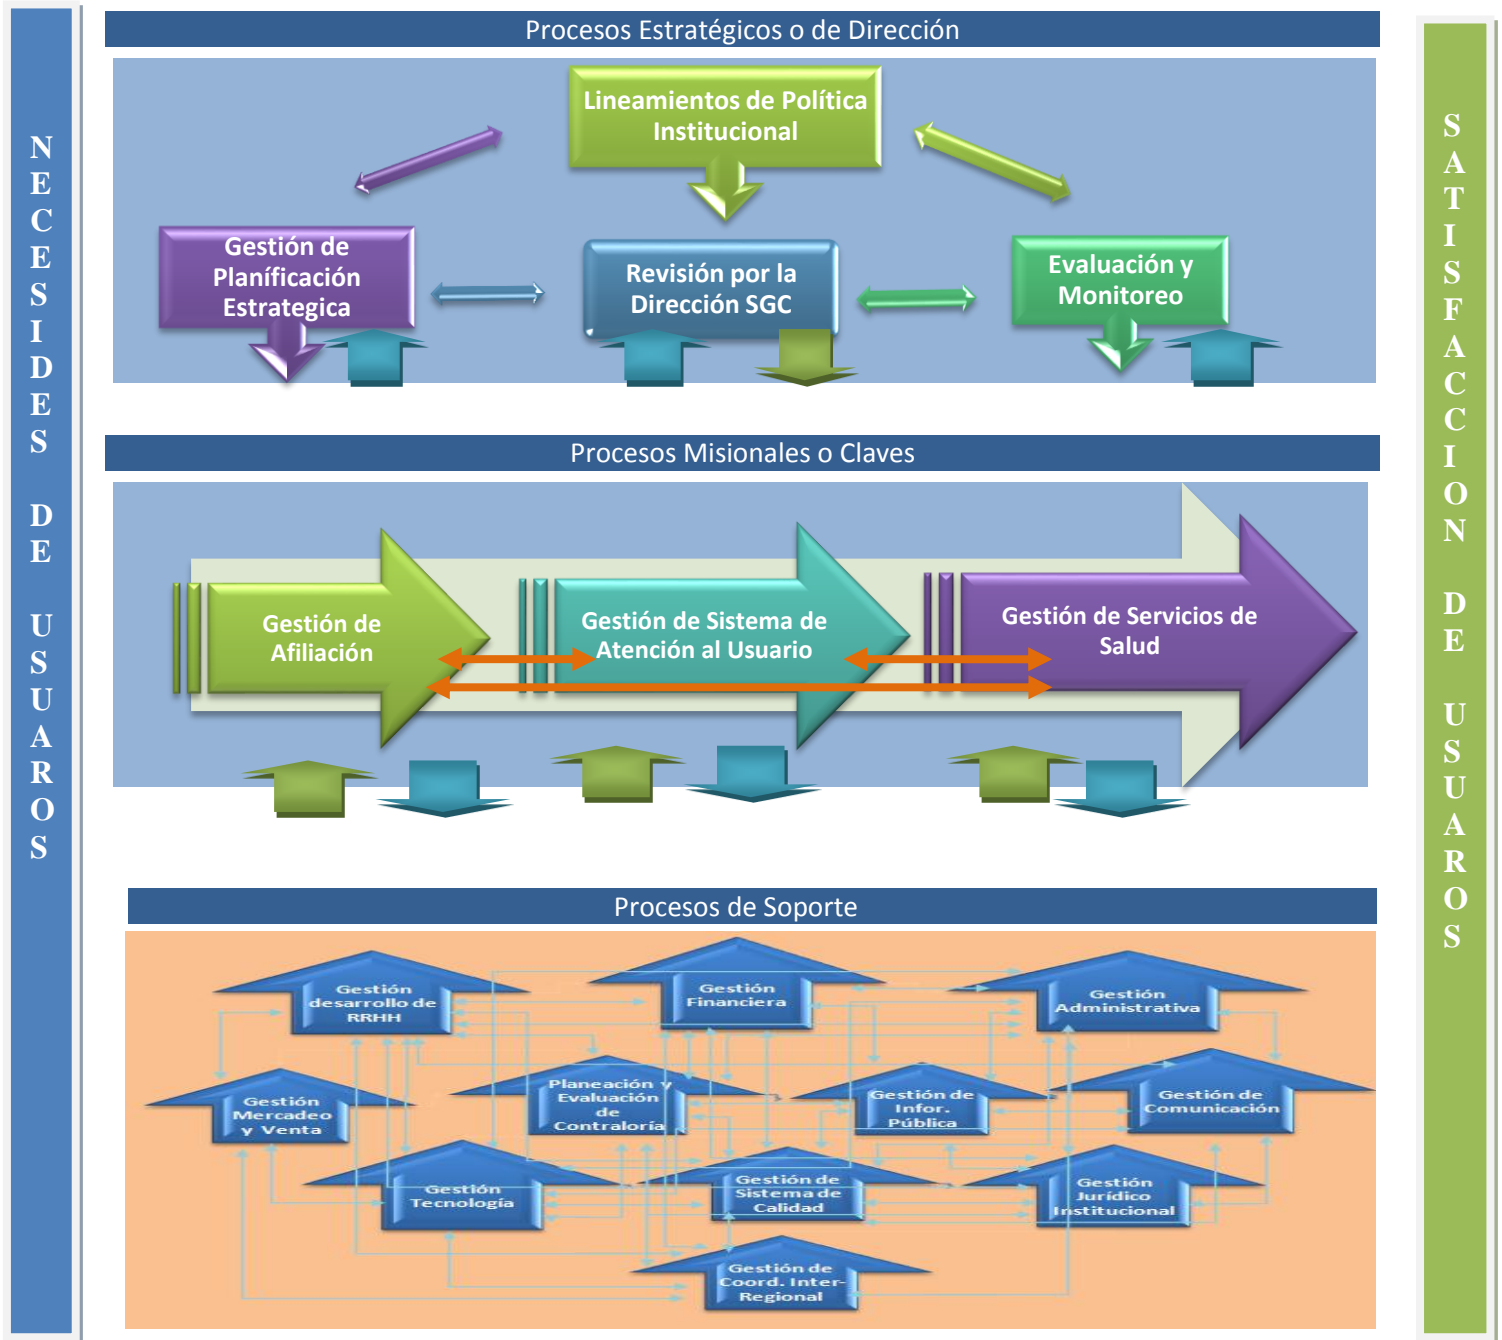 NECESIDES DE USUAROS
Procesos Estratégicos o de Dirección
Lineamientos de Política
Institucional
Gestión de
Planíficación
Estrategica
Revisión por la
Dirección SGC
Evaluación y
Monitoreo
Procesos Misionales o Claves
Gestión de
Afiliación
Gestión de Sistema de
Atención al Usuario
Gestión de Servicios de
Salud
Procesos de Soporte
Gestión
desarrollo de
RRHH
Gestión
Financiera
Gestión
Administrativa
Gestión
Mercadeo
y Venta
Planeación y
Evaluación
de
Contraloría
Gestión de
Infor.
Pública
Gestión de
Comunicación
Gestión
Tecnología
Gestión de
Sistema de
Calidad
Gestión
Jurídico
Institucional
Gestión de
Coord. Inter-
Regional
SATISFACCION DE USUAROS